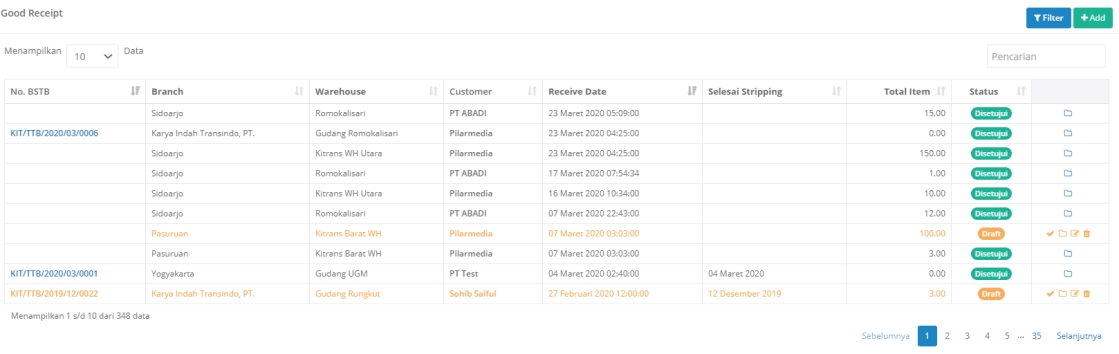 Good Receipt
Filter Add
Menampilkan 10 Data
Pencarian
No. BSTB Branch Warehouse Customer Receive Date Selesai Stripping Total Item Status
Sidoarjo Romokalisari PT ABADI 23 Maret 2020 05:09:00 15.00 Disetujui
KIT/TTB/2020/03/0006 Karya Indah Transindo, PT. Gudang Romokalisari Pilarmedia 23 Maret 2020 04:25:00 0.00 Disetujui
Sidoarjo Kitrans WH Utara Pilarmedia 23 Maret 2020 04:25:00 150.00 Disetujui
Sidoarjo Romokalisari PT ABADI 17 Maret 2020 07:54:34 1.00 Disetujui
Sidoarjo Kitrans WH Utara Pilarmedia 16 Maret 2020 10:34:00 10.00 Disetujui
Sidoarjo Romokalisari PT ABADI 07 Maret 2020 22:43:00 12.00 Disetujui
Pasuruan Kitrans Barat WH Pilarmedia 07 Maret 2020 03:03:00 100.00 Draft
Pasuruan Kitrans Barat WH Pilarmedia 07 Maret 2020 03:03:00 3.00 Disetujui
KIT/TTB/2020/03/0001 Yogyakarta Gudang UGM PT Test 04 Maret 2020 02:40:00 04 Maret 2020 0.00 Disetujui
KIT/TTB/2019/12/0022 Karya Indah Transindo, PT. Gudang Rungkut Sohib Saiful 27 Februari 2020 12:00:00 12 Desember 2019 3.00 Draft
Menampilkan 1 s/d 10 dari 348 data
Sebelumnya 1 2 3 4 5 ... 35 Selanjutnya